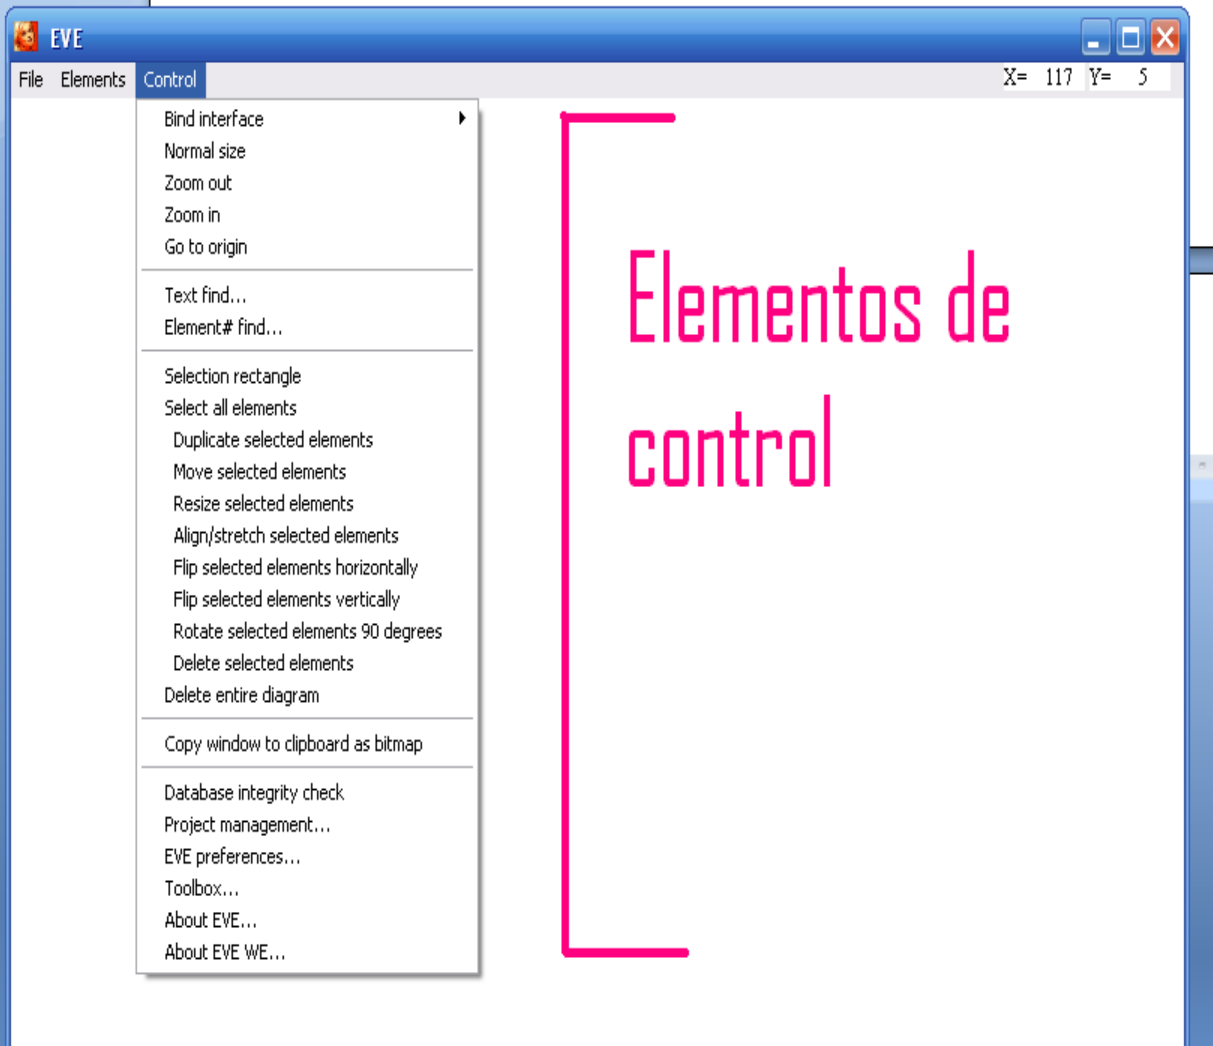 EVE
File Elements Control X= 117 Y= 5
Bind interface
Normal size
Zoom out
Zoom in
Go to origin
Text find...
Element# find...
Selection rectangle
Select all elements
Duplicate selected elements
Move selected elements
Resize selected elements
Align/stretch selected elements
Flip selected elements horizontally
Flip selected elements vertically
Rotate selected elements 90 degrees
Delete selected elements
Delete entire diagram
Copy window to clipboard as bitmap
Database integrity check
Project management...
EVE preferences...
Toolbox...
About EVE...
About EVE WE...
Elementos de
control